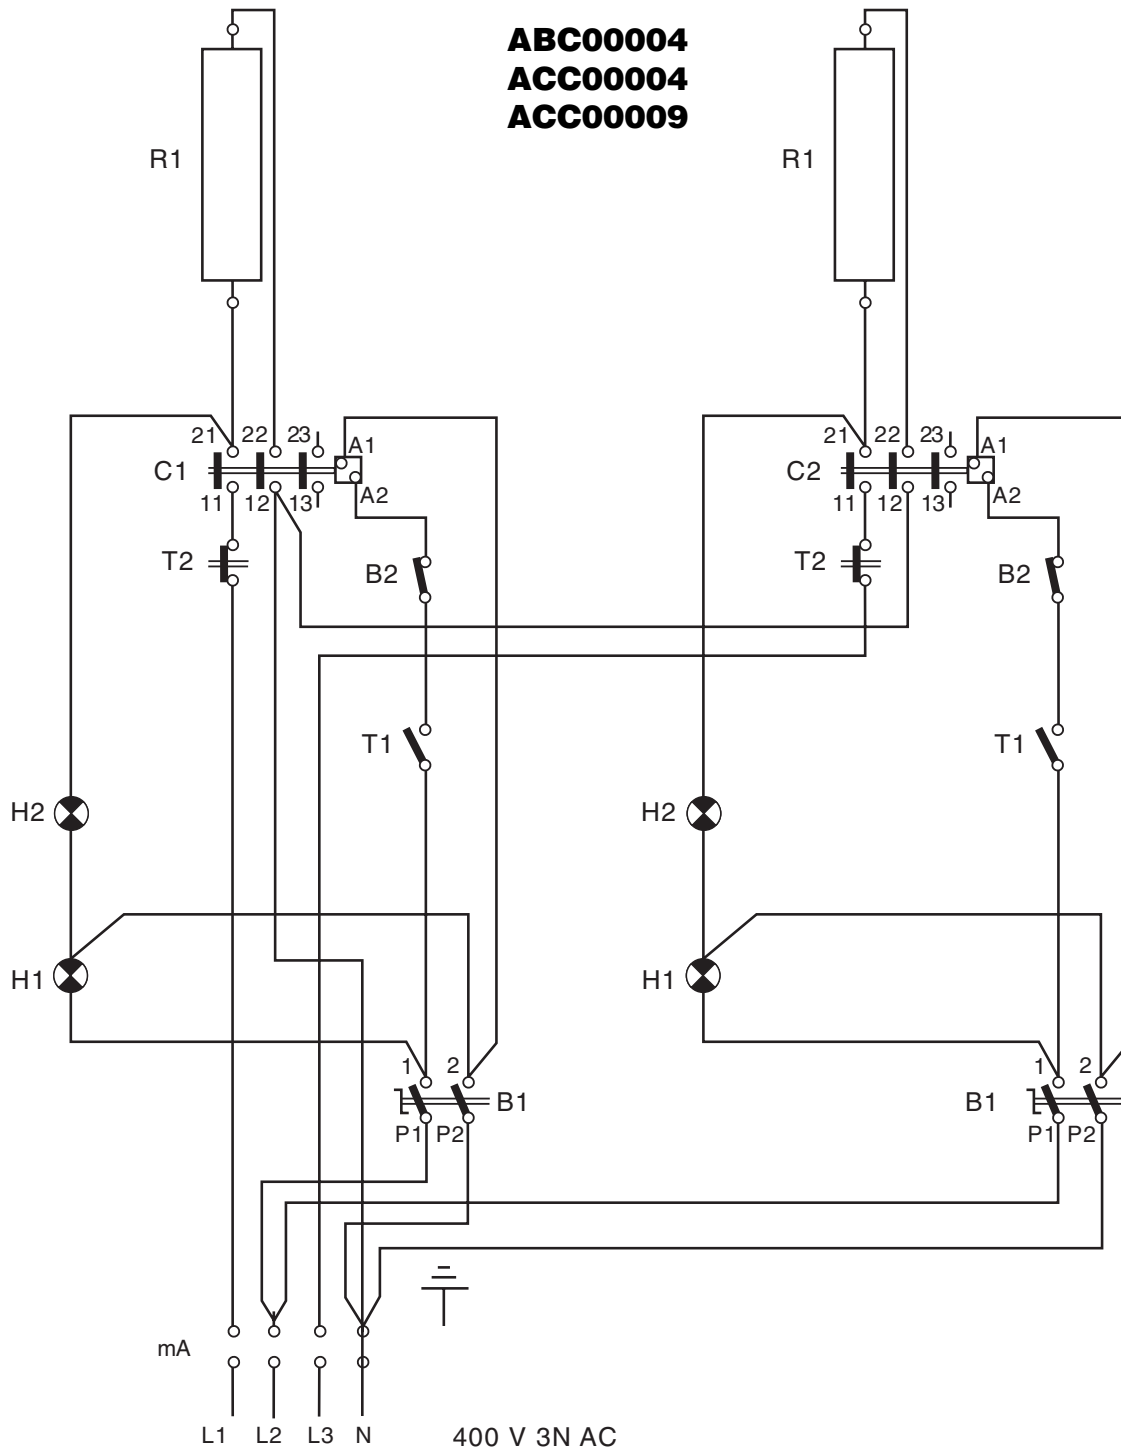 ABC00004
ACC00004
ACC00009
R1 R1
21 22 23 A1 21 22 23 A1
C1 C2
11 12 13 A2 11 12 13 A2
T2 B2 T2 B2
T1 T1
H2 H2
H1 H1
1 2 1 2
B1 B1
P1 P2 P1 P2
mA
L1 L2 L3 N 400 V 3N AC